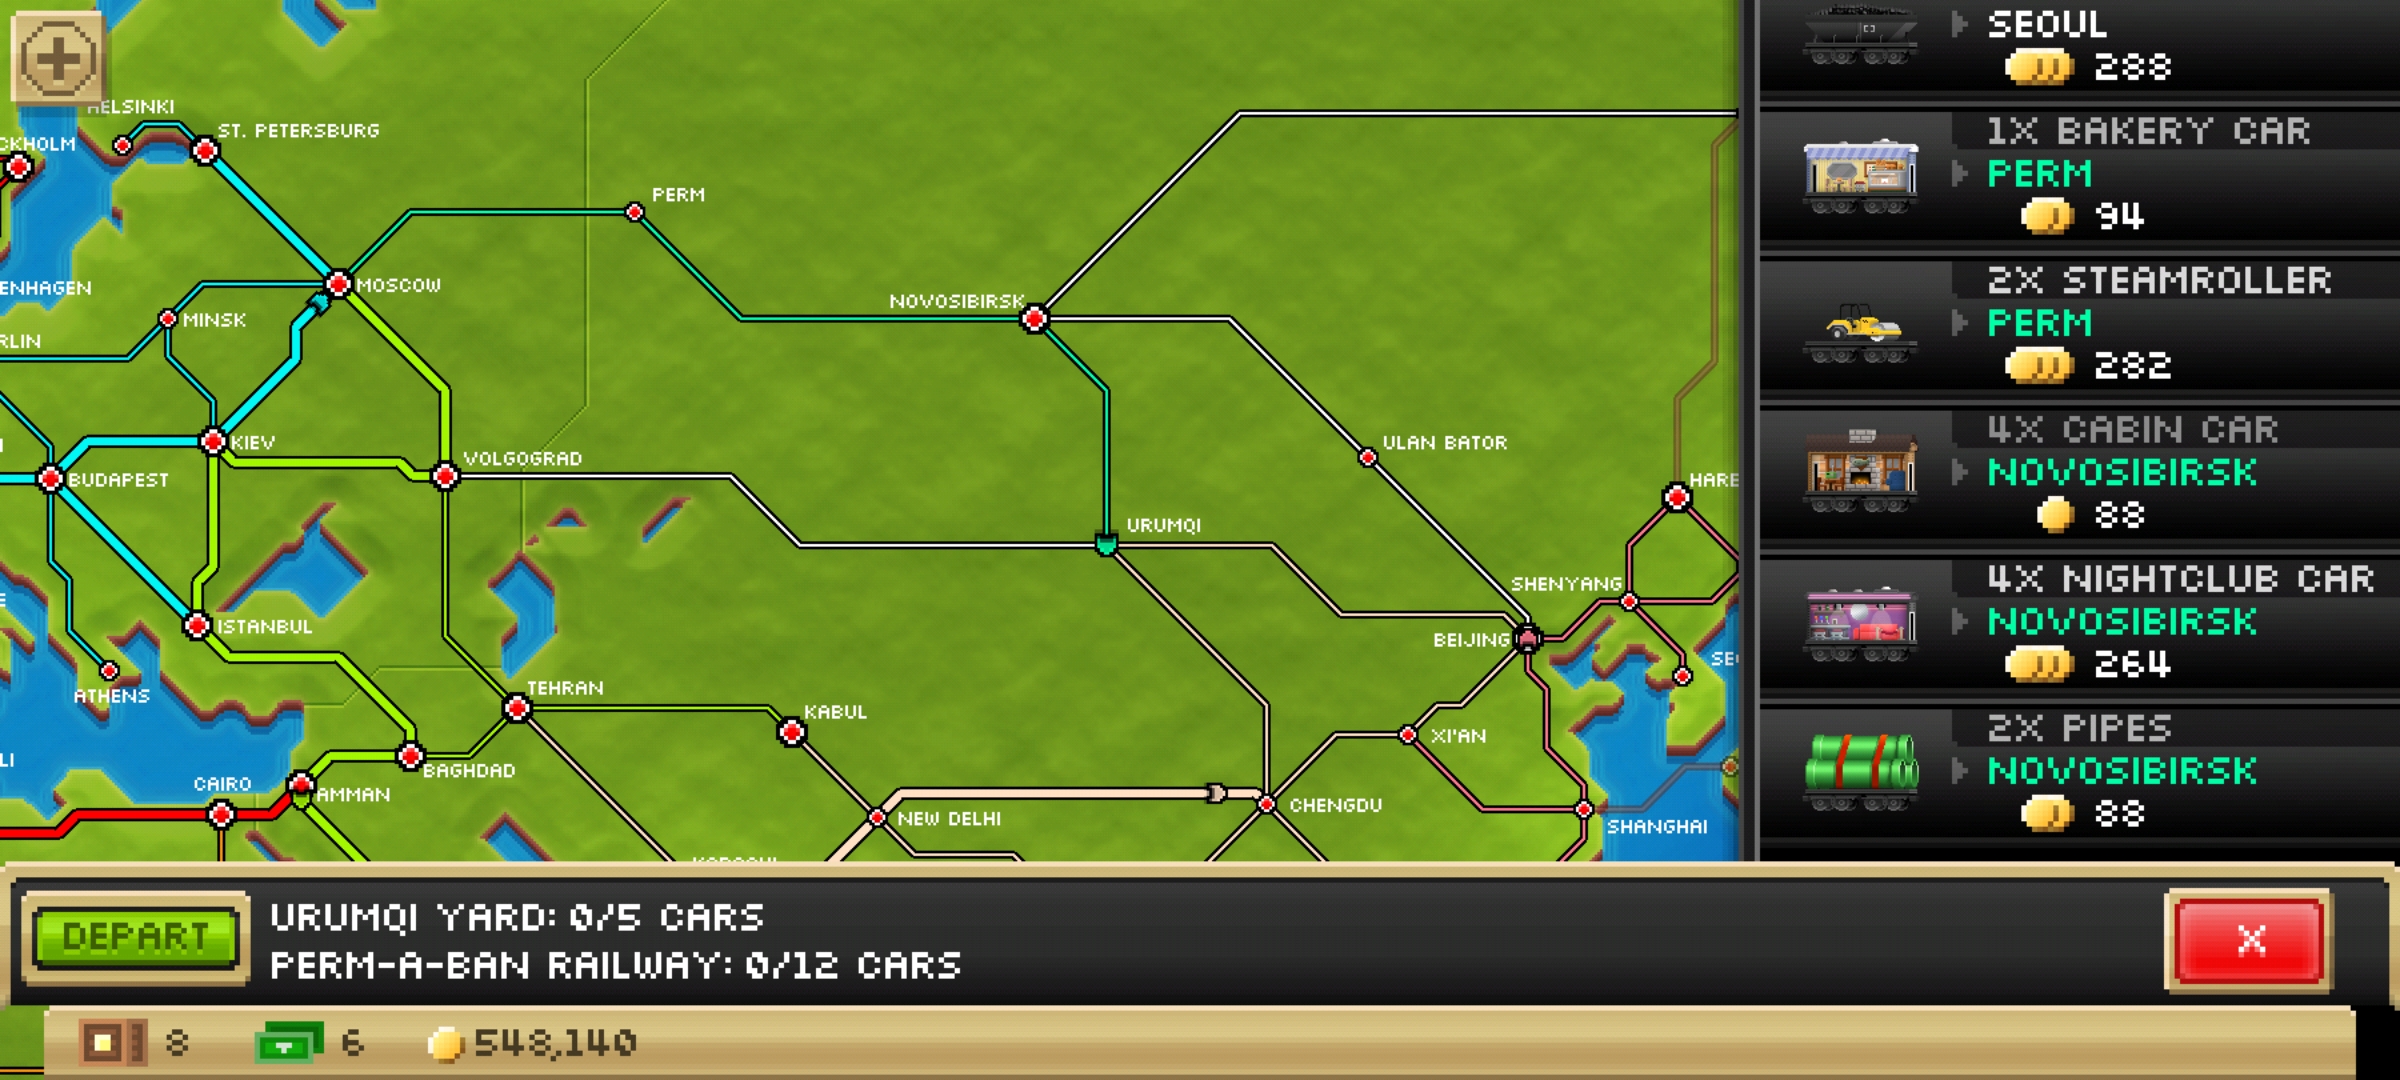 HELSINKI
ST. PETERSBURG
CKHOLM
PERM
ENHAGEN
MOSCOW
NOVOSIBIRSK
MINSK
RLIN
KIEV
VOLGOGRAD
ULAN BATOR
BUDAPEST
HARB
URUMQI
SHENYANG
ISTANBUL
BEIJING
SE
ATHENS
TEHRAN
KABUL
XI'AN
LI
BAGHDAD
CAIRO
AMMAN
NEW DELHI
CHENGDU
SHANGHAI
SEOUL
288
1X BAKERY CAR
PERM
94
2X STEAMROLLER
PERM
282
4X CABIN CAR
NOVOSIBIRSK
88
4X NIGHTCLUB CAR
NOVOSIBIRSK
264
2X PIPES
NOVOSIBIRSK
88
DEPART
URUMQI YARD: 0/5 CARS
PERM-A-BAN RAILWAY: 0/12 CARS
X
8
6
548,140